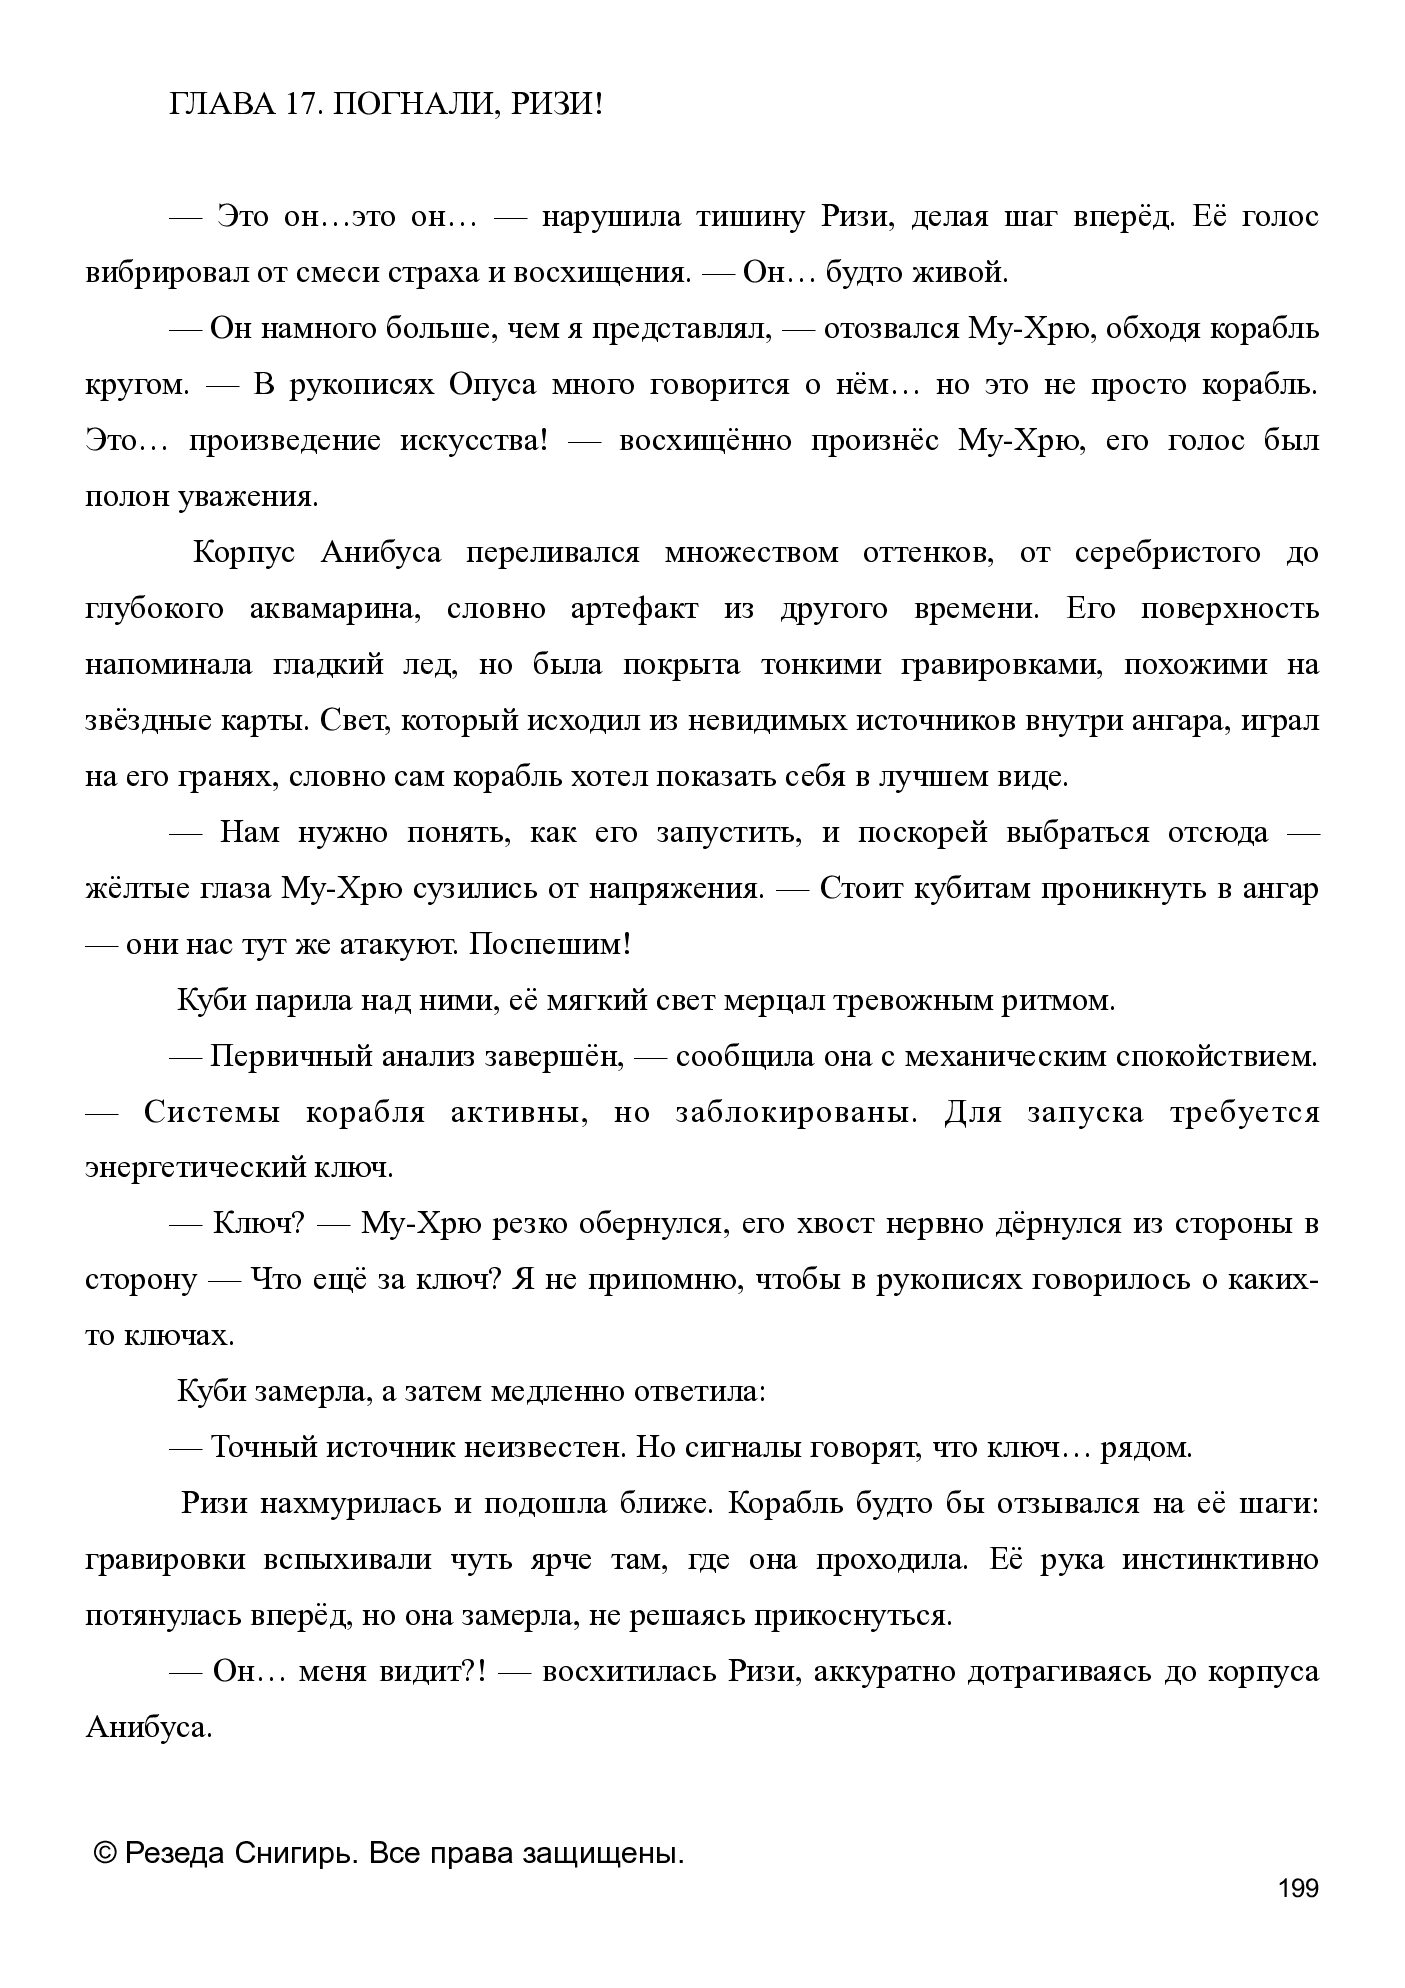 ГЛАВА 17. ПОГНАЛИ, РИЗИ!
— Это он…это он… — нарушила тишину Ризи, делая шаг вперёд. Её голос
вибрировал от смеси страха и восхищения. — Он… будто живой.
— Он намного больше, чем я представлял, — отозвался Му-Хрю, обходя корабль
кругом. — В рукописях Опуса много говорится о нём… но это не просто корабль.
Это… произведение искусства! — восхищённо произнёс Му-Хрю, его голос был
полон уважения.
Корпус Анибуса переливался множеством оттенков, от серебристого до
глубокого аквамарина, словно артефакт из другого времени. Его поверхность
напоминала гладкий лед, но была покрыта тонкими гравировками, похожими на
звёздные карты. Свет, который исходил из невидимых источников внутри ангара, играл
на его гранях, словно сам корабль хотел показать себя в лучшем виде.
— Нам нужно понять, как его запустить, и поскорей выбраться отсюда —
жёлтые глаза Му-Хрю сузились от напряжения. — Стоит кубитам проникнуть в ангар
— они нас тут же атакуют. Поспешим!
Куби парила над ними, её мягкий свет мерцал тревожным ритмом.
— Первичный анализ завершён, — сообщила она с механическим спокойствием.
— Системы корабля активны, но заблокированы. Для запуска требуется
энергетический ключ.
— Ключ? — Му-Хрю резко обернулся, его хвост нервно дёрнулся из стороны в
сторону — Что ещё за ключ? Я не припомню, чтобы в рукописях говорилось о каких-
то ключах.
Куби замерла, а затем медленно ответила:
— Точный источник неизвестен. Но сигналы говорят, что ключ… рядом.
Ризи нахмурилась и подошла ближе. Корабль будто бы отзывался на её шаги:
гравировки вспыхивали чуть ярче там, где она проходила. Её рука инстинктивно
потянулась вперёд, но она замерла, не решаясь прикоснуться.
— Он… меня видит?! — восхитилась Ризи, аккуратно дотрагиваясь до корпуса
Анибуса.
© Резеда Снигирь. Все права защищены.
199